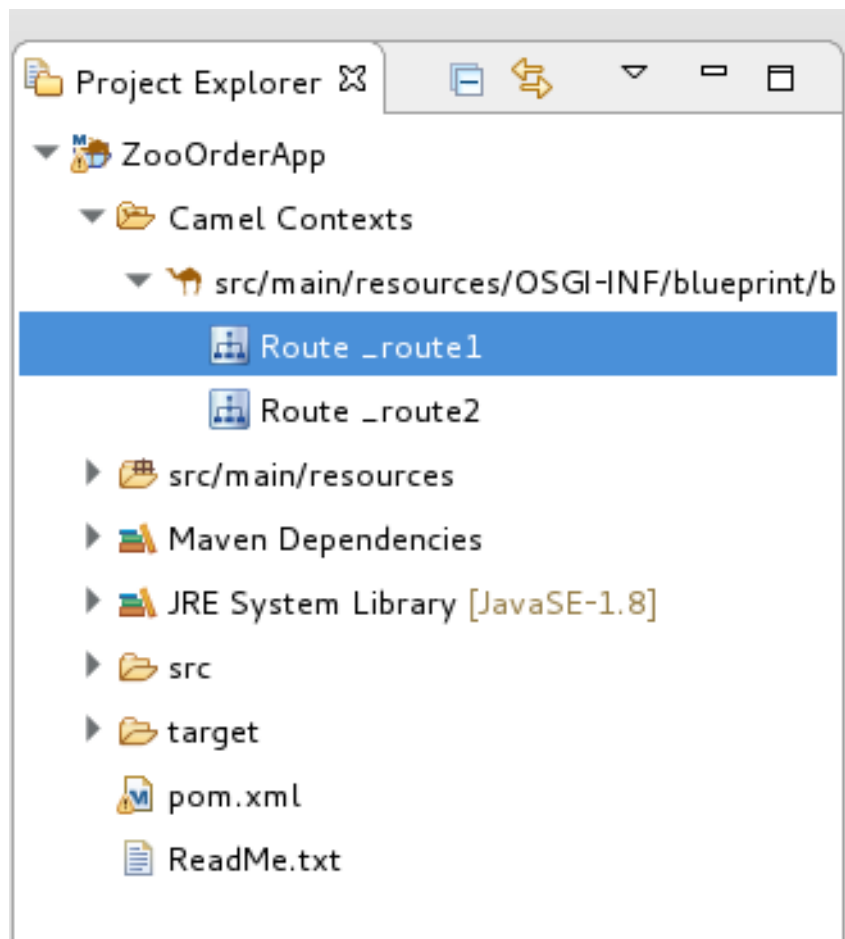 Project Explorer
ZooOrderApp
Camel Contexts
src/main/resources/OSGI-INF/blueprint/b
Route _route1
Route _route2
src/main/resources
Maven Dependencies
JRE System Library [JavaSE-1.8]
src
target
pom.xml
ReadMe.txt